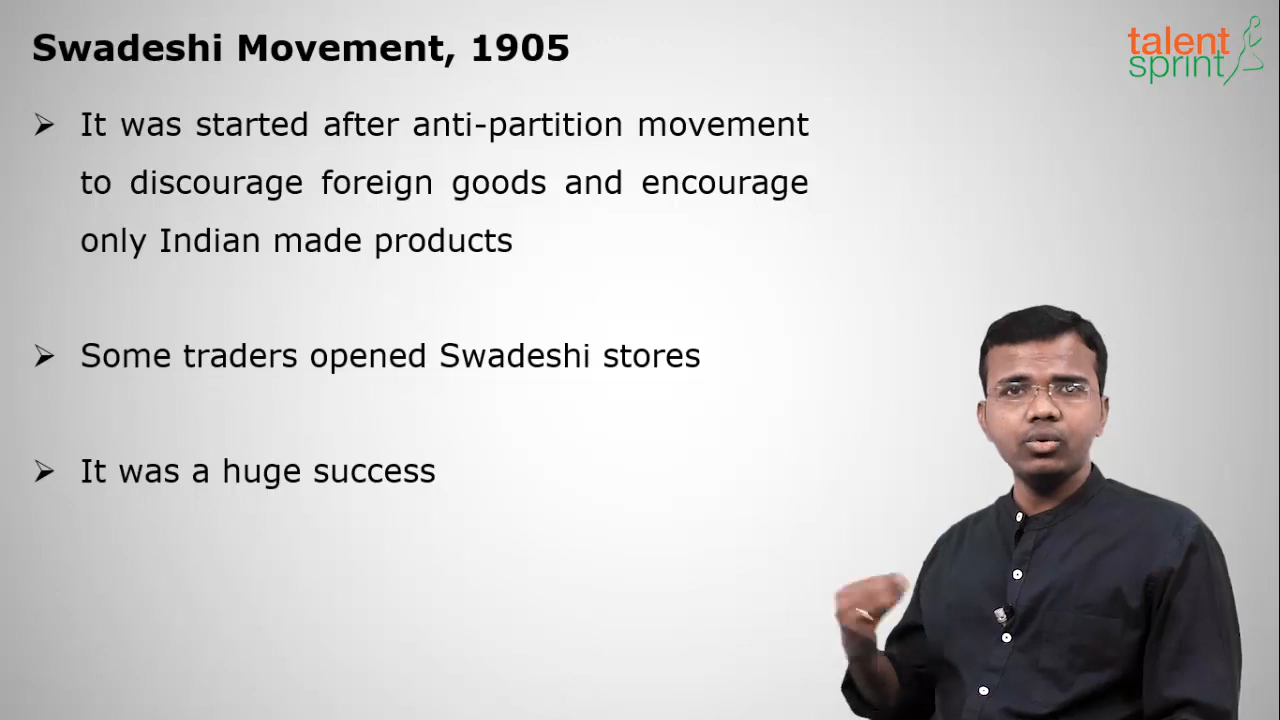 Swadeshi Movement, 1905
talent
sprint
➢ It was started after anti-partition movement
to discourage foreign goods and encourage
only Indian made products
➢ Some traders opened Swadeshi stores
➢ It was a huge success